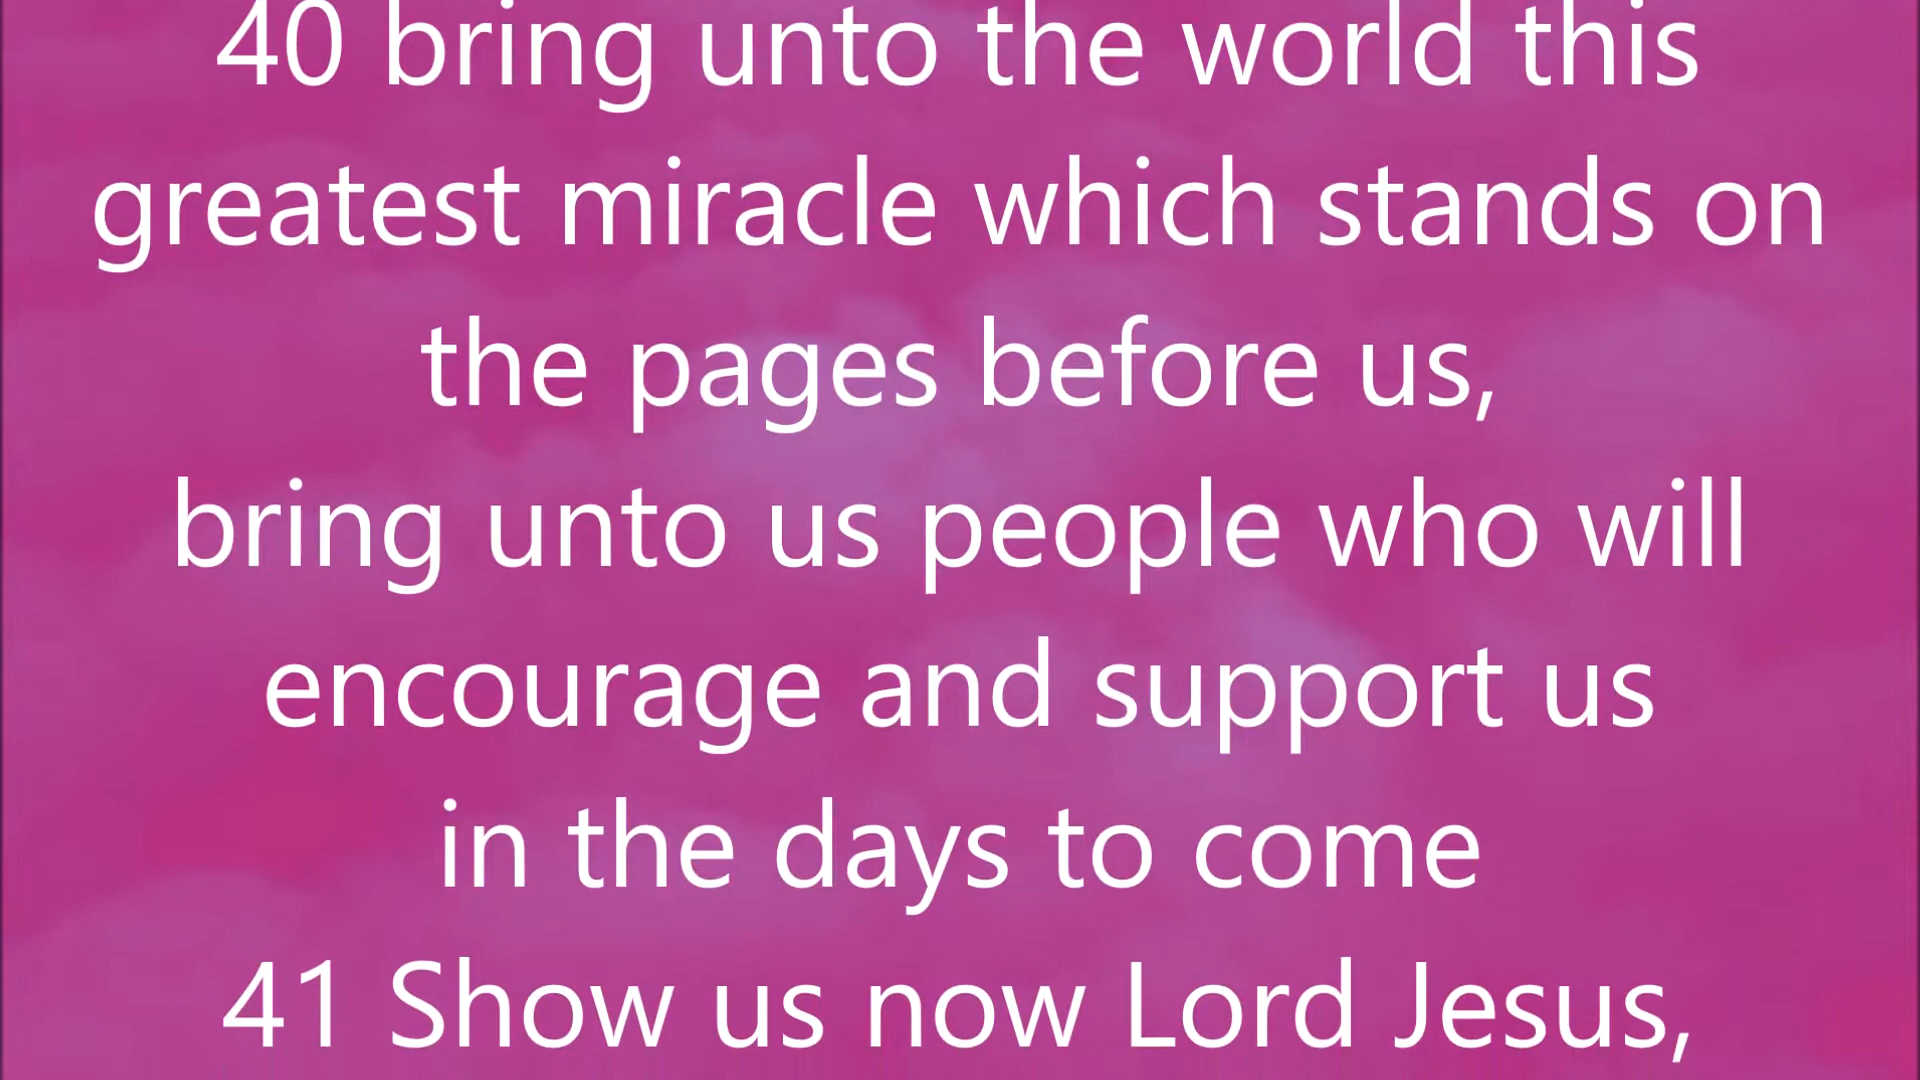 40 bring unto the world this
greatest miracle which stands on
the pages before us,
bring unto us people who will
encourage and support us
in the days to come
41 Show us now Lord Jesus,